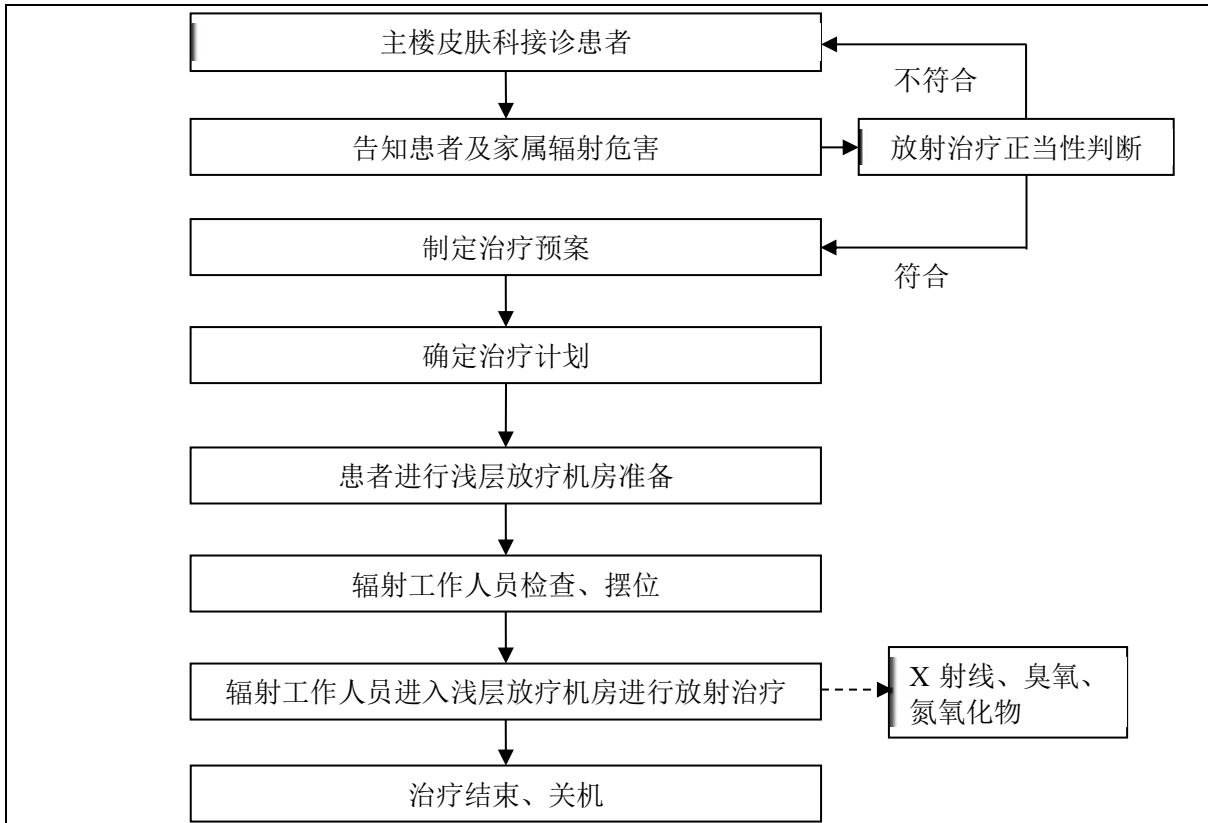 主楼皮肤科接诊患者
不符合
告知患者及家属辐射危害
放射治疗正当性判断
制定治疗预案
符合
确定治疗计划
患者进行浅层放疗机房准备
辐射工作人员检查、摆位
辐射工作人员进入浅层放疗机房进行放射治疗
X 射线、臭氧、
氮氧化物
治疗结束、关机